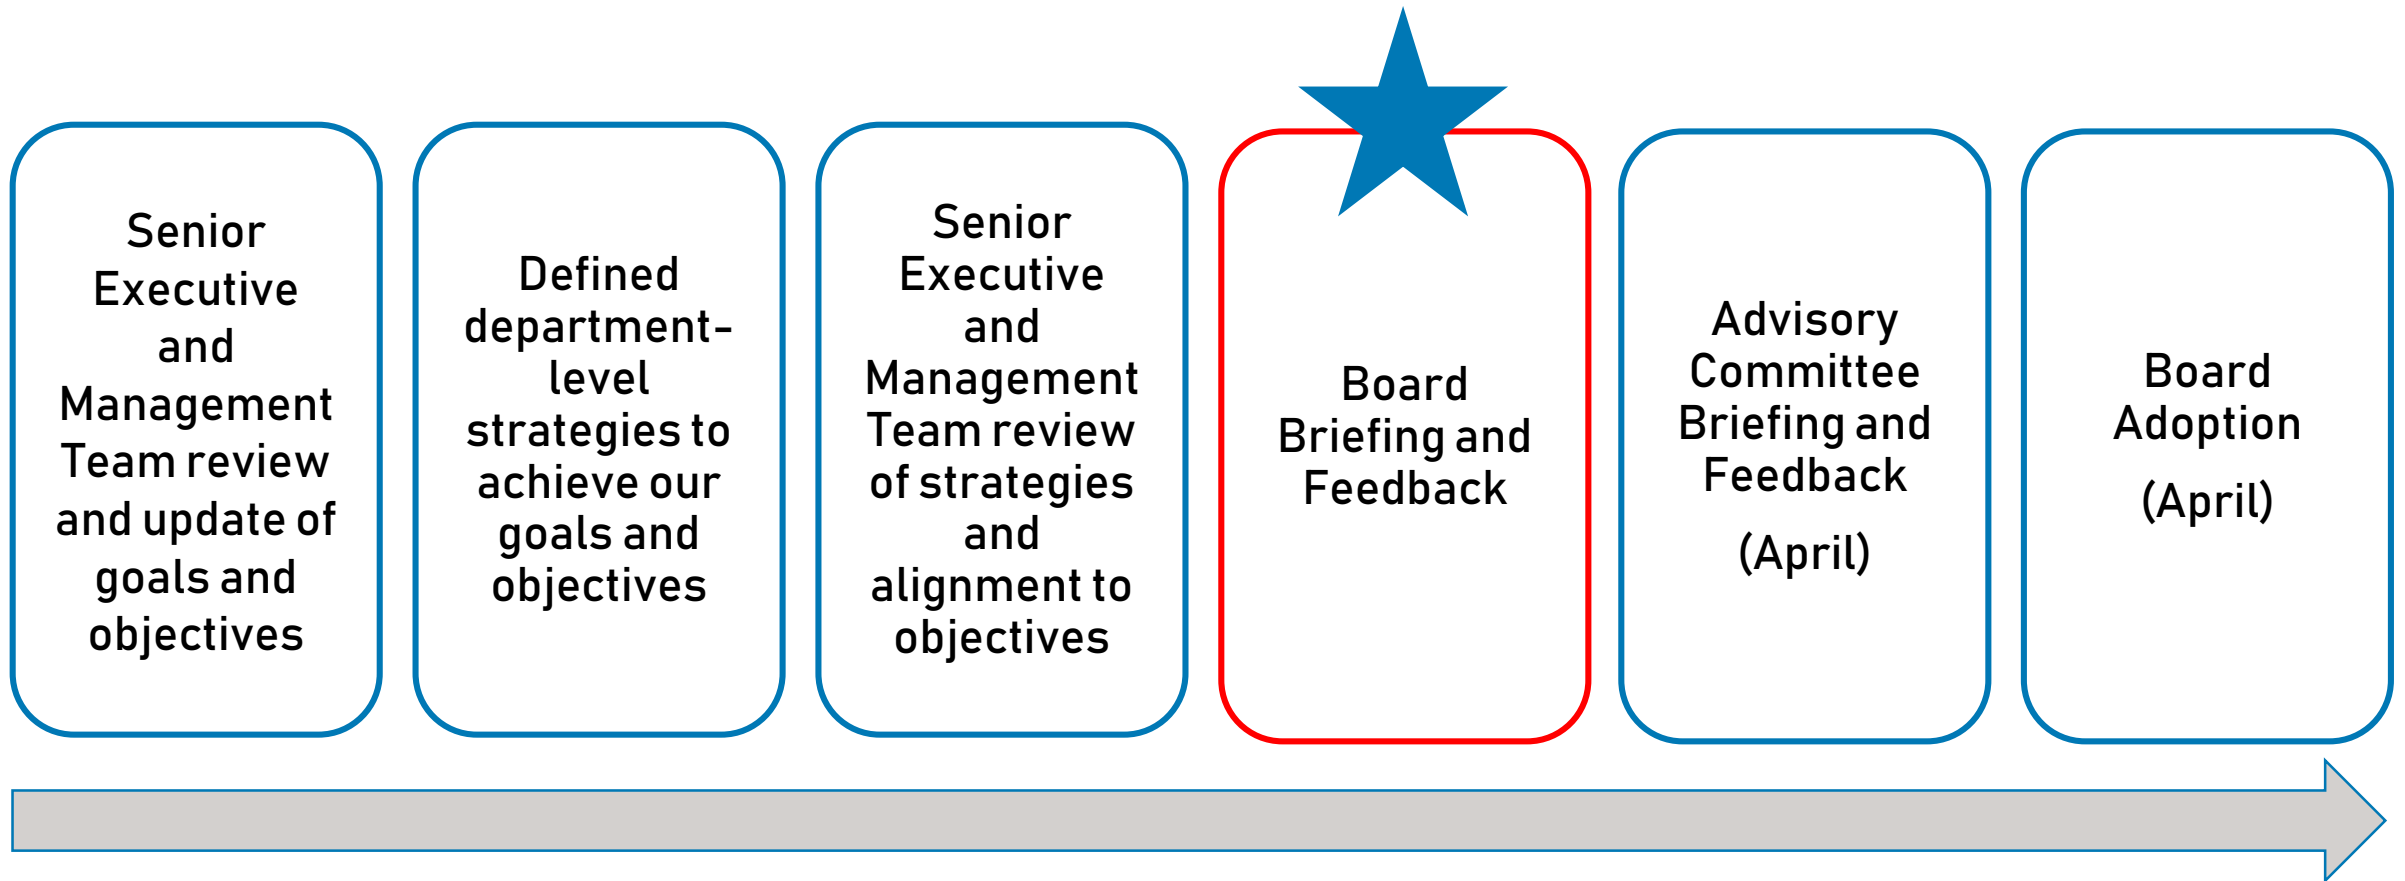 Senior
Executive
and
Management
Team review
and update of
goals and
objectives
Defined
department-
level
strategies to
achieve our
goals and
objectives
Senior
Executive
and
Management
Team review
of strategies
and
alignment to
objectives
Board
Briefing and
Feedback
Advisory
Committee
Briefing and
Feedback
(April)
Board
Adoption
(April)